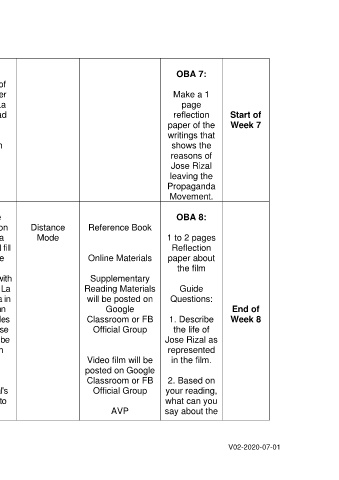 OBA 7:
Make a 1
page
reflection
paper of the
writings that
shows the
reasons of
Jose Rizal
leaving the
Propaganda
Movement.
Start of
Week 7
of
er
ad
n
on
a
fill
e
with
La
a in
an
des
se
be
n
al's
to
Distance
Mode
Reference Book
Online Materials
Supplementary
Reading Materials
will be posted on
Google
Classroom or FB
Official Group
Video film will be
posted on Google
Classroom or FB
Official Group
AVP
OBA 8:
1 to 2 pages
Reflection
paper about
the film
Guide
Questions:
1. Describe
the life of
Jose Rizal as
represented
in the film.
2. Based on
your reading,
what can you
say about the
End of
Week 8
V02-2020-07-01